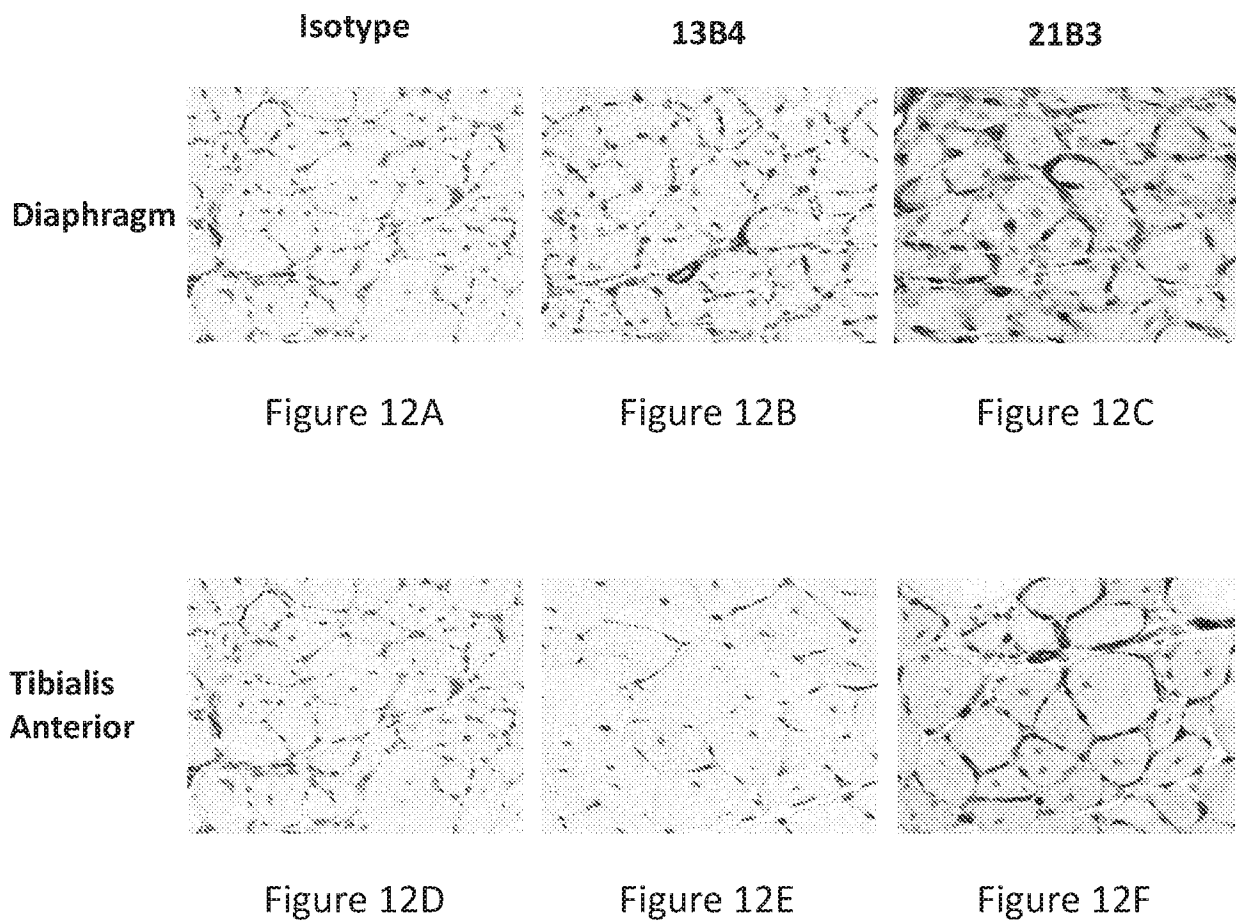 Isotype 13B4 21B3
Diaphragm
Figure 12A Figure 12B Figure 12C
Tibialis
Anterior
Figure 12D Figure 12E Figure 12F